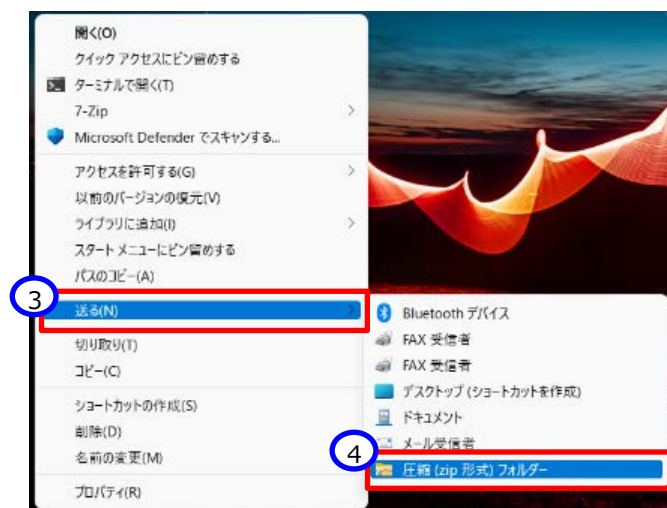 開く(O)
クイック アクセスにピン留めする
ターミナルで開く(T)
7-Zip
Microsoft Defender でスキャンする...
アクセスを許可する(G)
以前のバージョンの復元(V)
ライブラリに追加(I)
スタート メニューにピン留めする
パスのコピー(A)
3
送る(N)
切り取り(T)
コピー(C)
ショートカットの作成(S)
削除(D)
名前の変更(M)
プロパティ(R)
Bluetooth デバイス
FAX 受信者
FAX 受信者
デスクトップ (ショートカットを作成)
ドキュメント
メール受信者
4
圧縮 (zip 形式) フォルダー